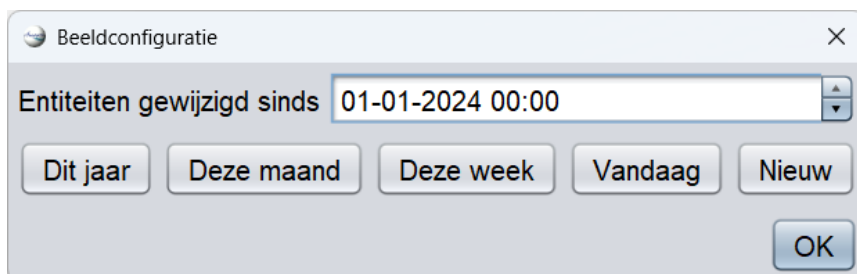 Beeldconfiguratie
Entiteiten gewijzigd sinds 01-01-2024 00:00
Dit jaar Deze maand Deze week Vandaag Nieuw
OK